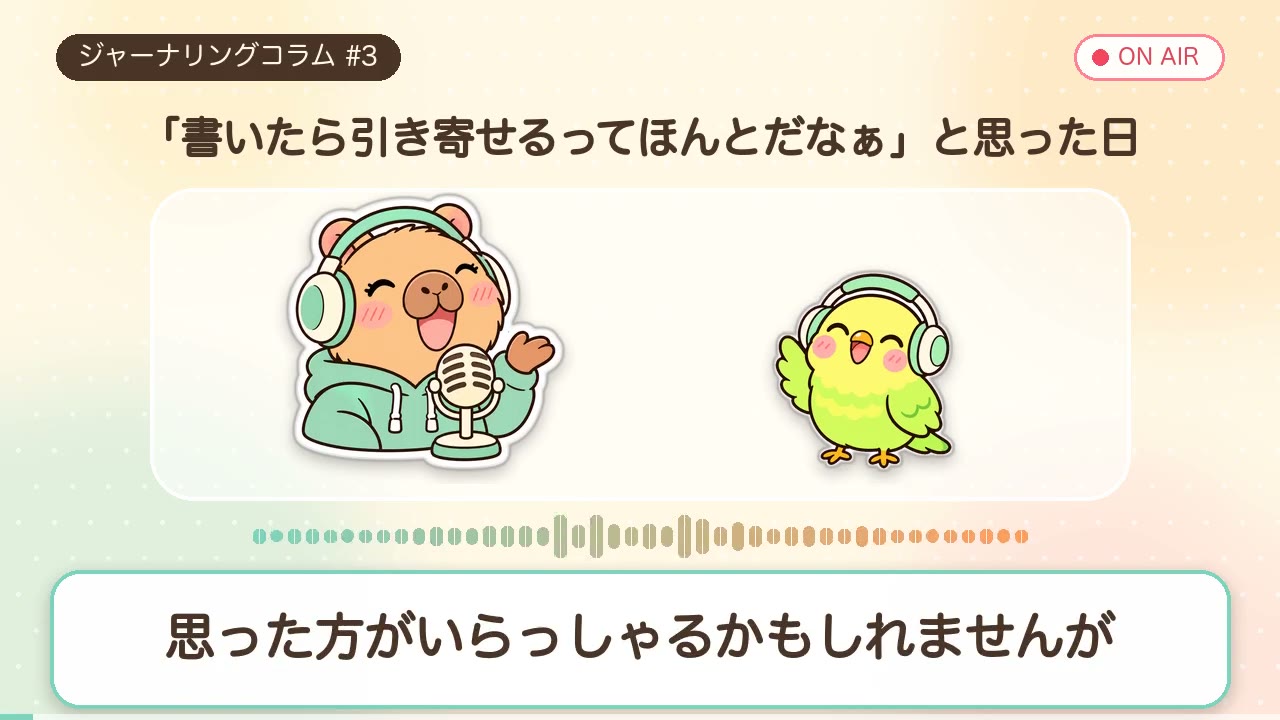 ジャーナリングコラム #3
ON AIR
「書いたら引き寄せるってほんとだなぁ」と思った日
思った方がいらっしゃるかもしれませんが